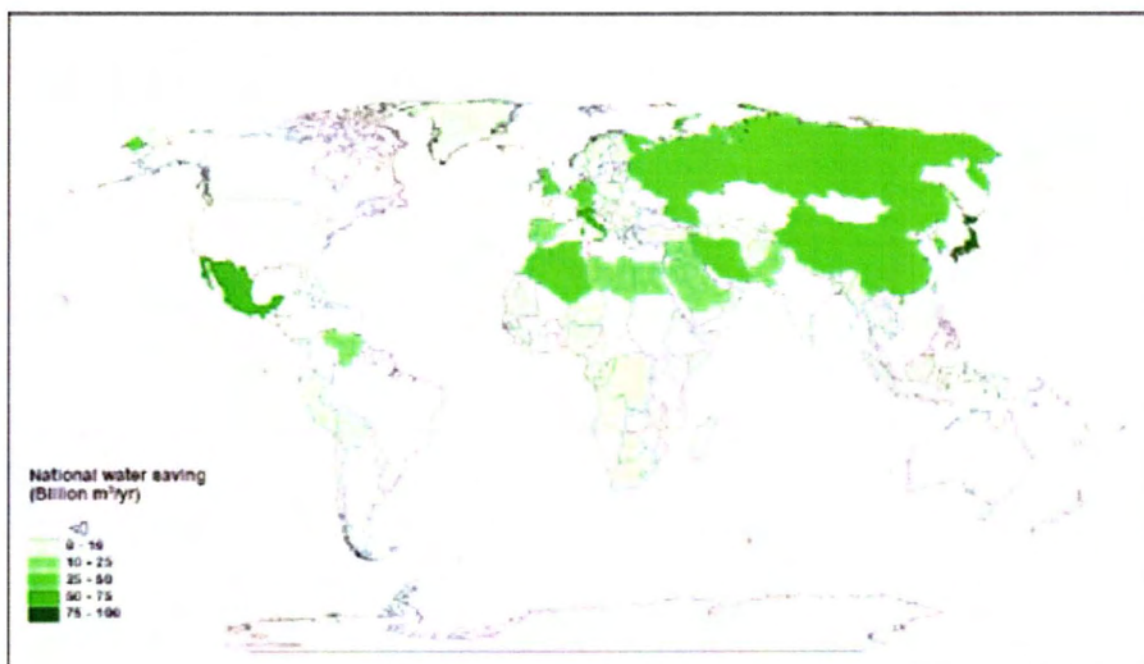 National water saving
(Billion m³/yr)
<0
0 - 10
10 - 25
25 - 50
50 - 75
75 - 100